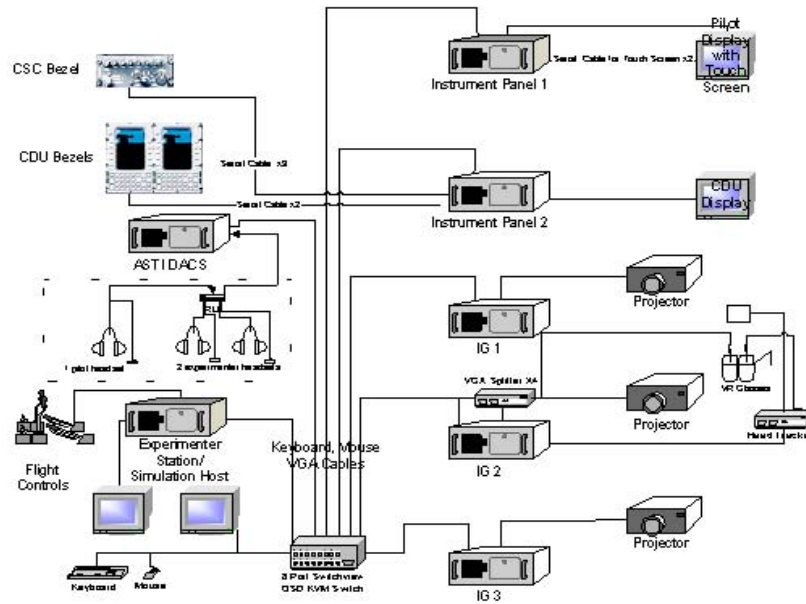 CSC Bezel
CDU Bezels
Serial Cable x3
Serial Cable x2
ASTI DACS
RIU
1 pilot headset
2 experimenter headsets
Flight
Controls
Experimenter
Station/
Simulation Host
Keyboard
Mouse
Keyboard, Mouse
VGA Cables
8 Port Switchview
OSD KVM Switch
Instrument Panel 1
Serial Cable for Touch Screen x2
Pilot
Display
with Touch
Screen
Instrument Panel 2
CDU
Display
IG 1
Projector
VGA Splitter X4
VR Glasses
Head Tracker
Projector
IG 2
Projector
IG 3